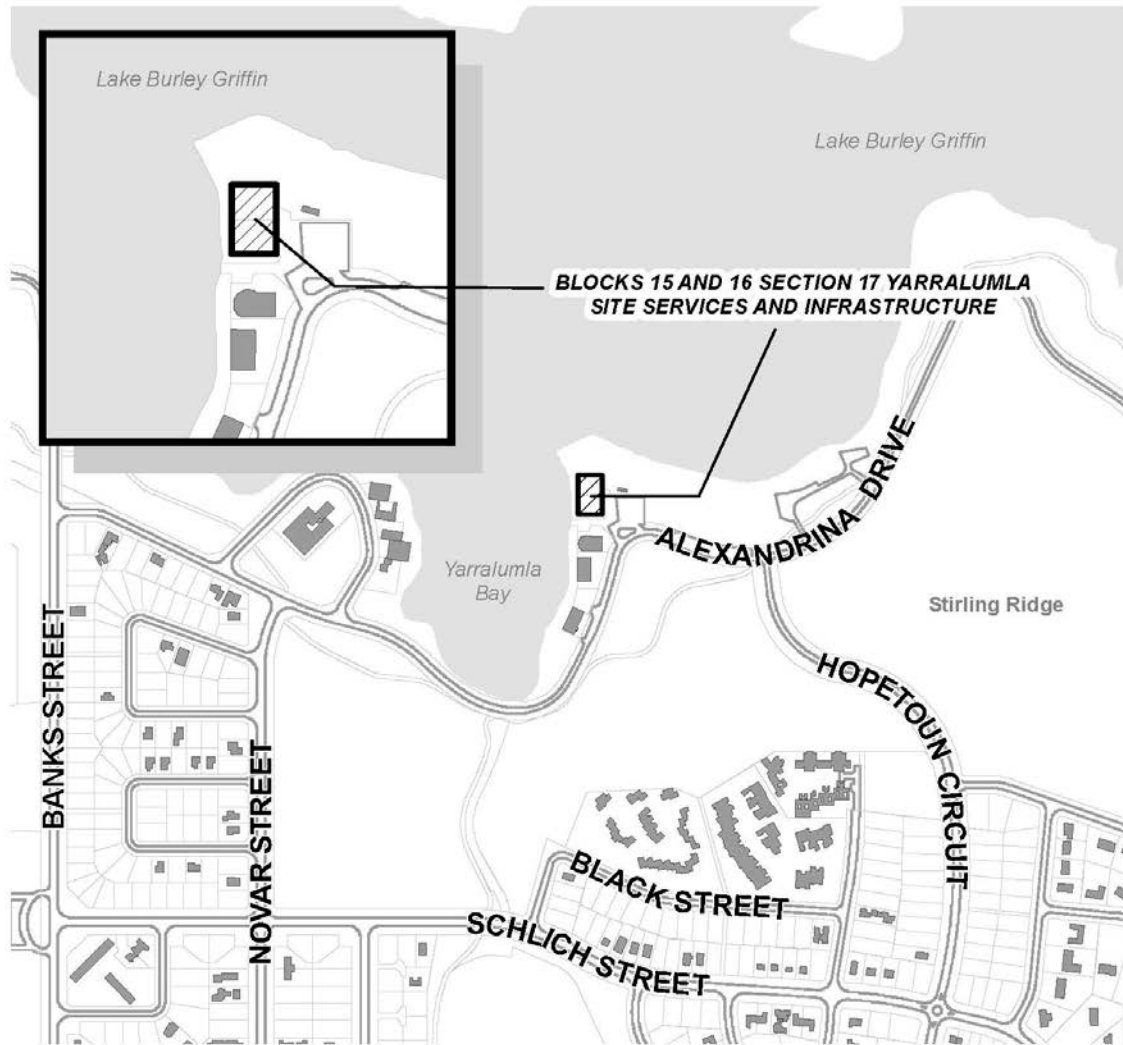 Lake Burley Griffin
Lake Burley Griffin
BLOCKS 15 AND 16 SECTION 17 YARRALUMLA
SITE SERVICES AND INFRASTRUCTURE
ALEXANDRINA DRIVE
Yarralumla
Bay
Stirling Ridge
BANKS STREET
HOPETOUN CIRCUIT
NOVAR STREET
BLACK STREET
SCHLICH STREET